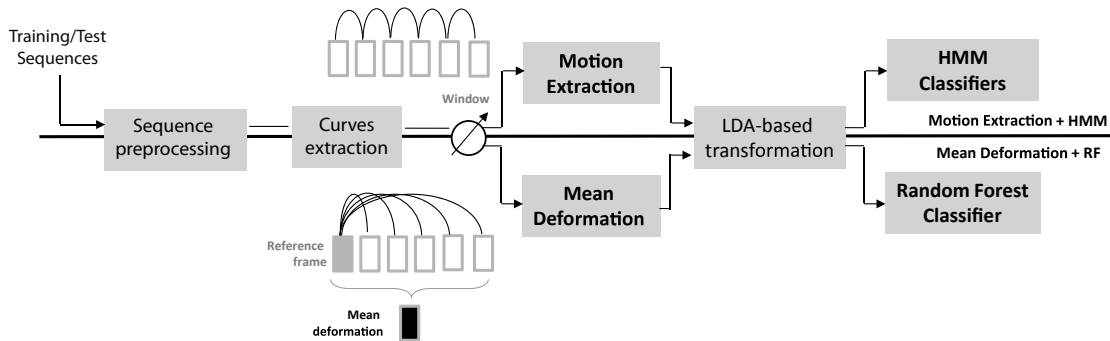 Training/Test
Sequences
Sequence
preprocessing
Curves
extraction
Window
Motion
Extraction
Mean
Deformation
LDA-based
transformation
HMM
Classifiers
Motion Extraction + HMM
Mean Deformation + RF
Random Forest
Classifier
Reference
frame
Mean
deformation